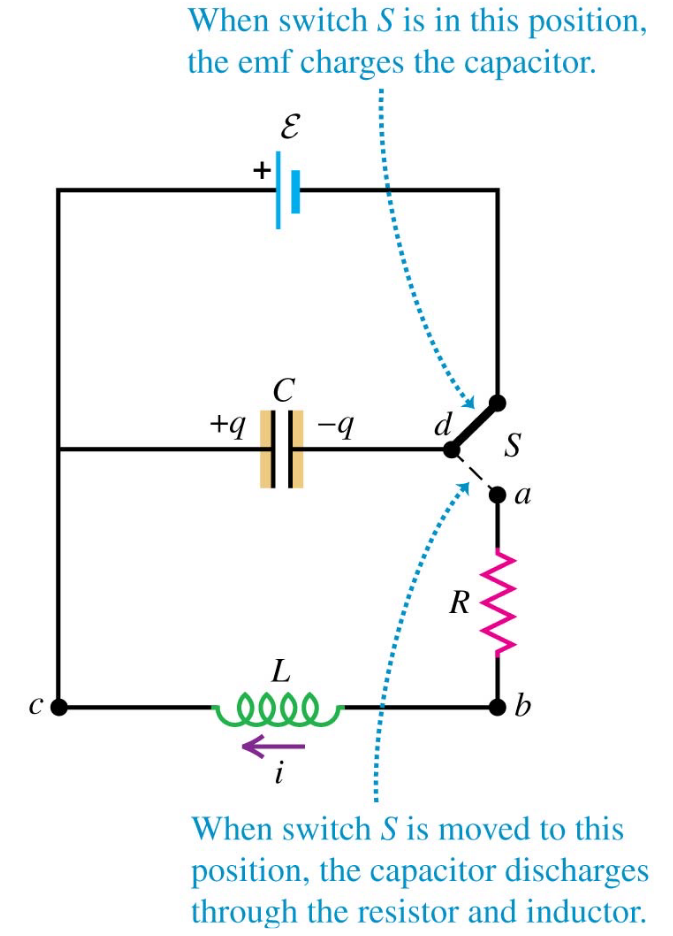 When switch S is in this position,
the emf charges the capacitor.
ℰ
+
C
+q
−q
d
S
a
R
L
c
b
i
When switch S is moved to this
position, the capacitor discharges
through the resistor and inductor.